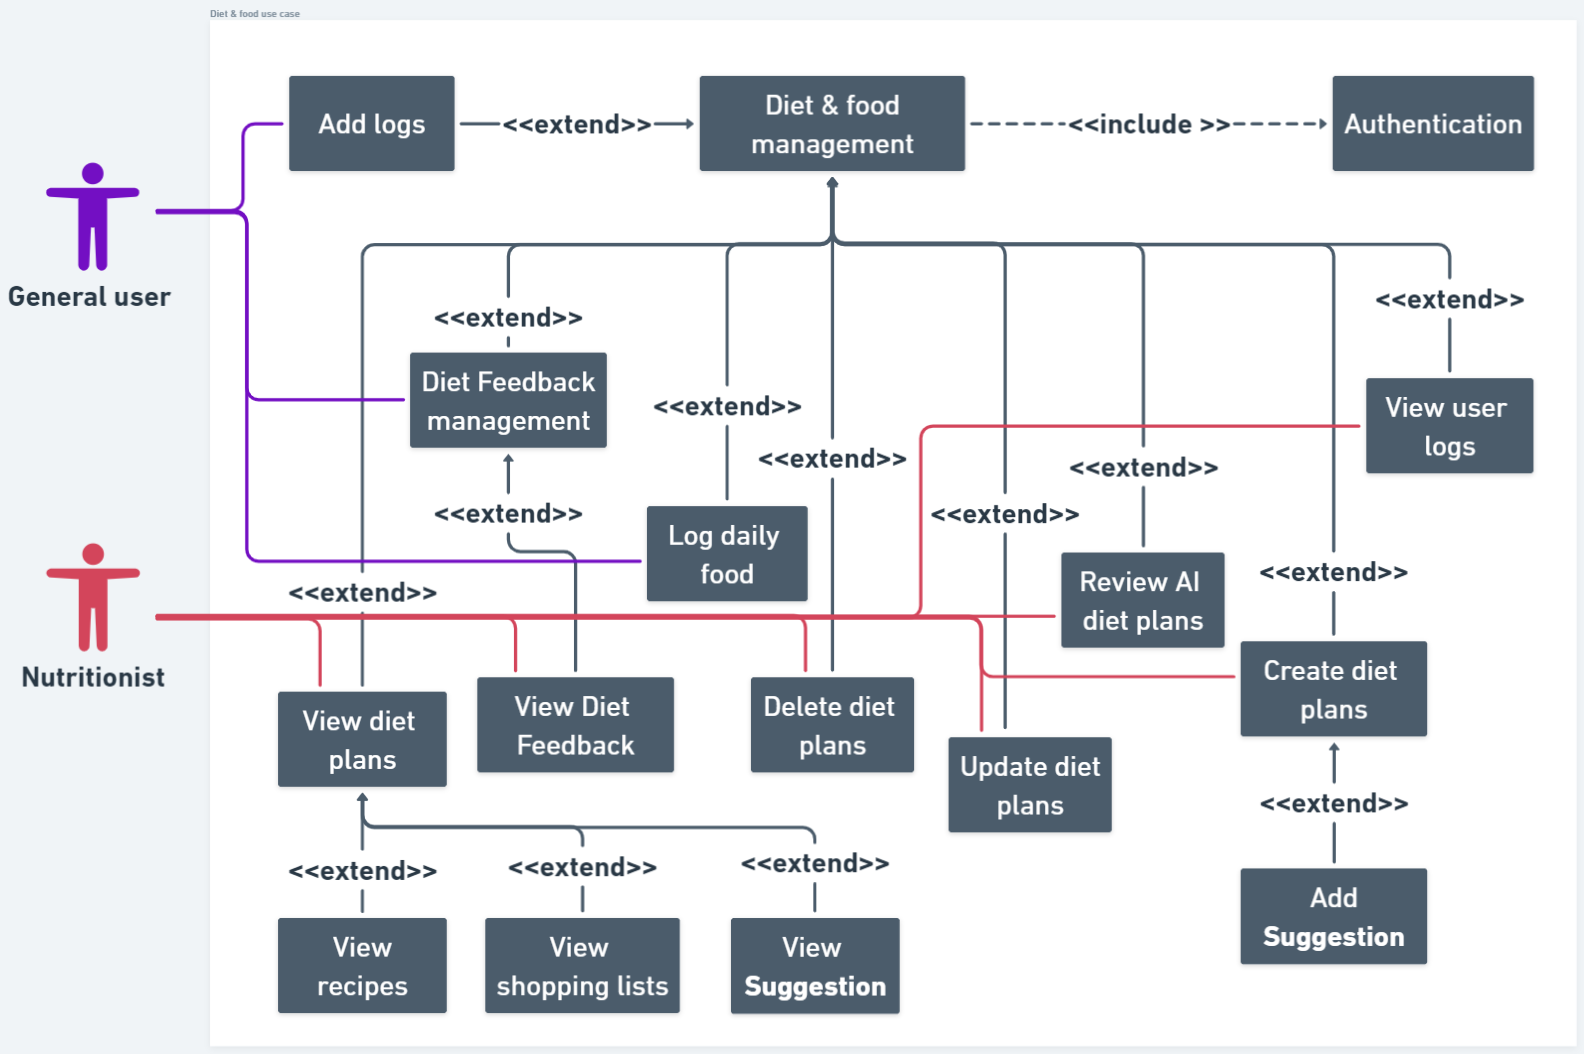 Diet & food use case
Add logs
<<extend>>
Diet & food
management
<<include >>
Authentication
General user
<<extend>>
<<extend>>
Diet Feedback
management
<<extend>>
View user
logs
<<extend>>
<<extend>>
<<extend>>
<<extend>>
Log daily
food
Review AI
diet plans
<<extend>>
<<extend>>
<<extend>>
Nutritionist
View diet
plans
View Diet
Feedback
Delete diet
plans
Create diet
plans
Update diet
plans
<<extend>>
<<extend>>
<<extend>>
<<extend>>
Add
Suggestion
View
recipes
View
shopping lists
View
Suggestion